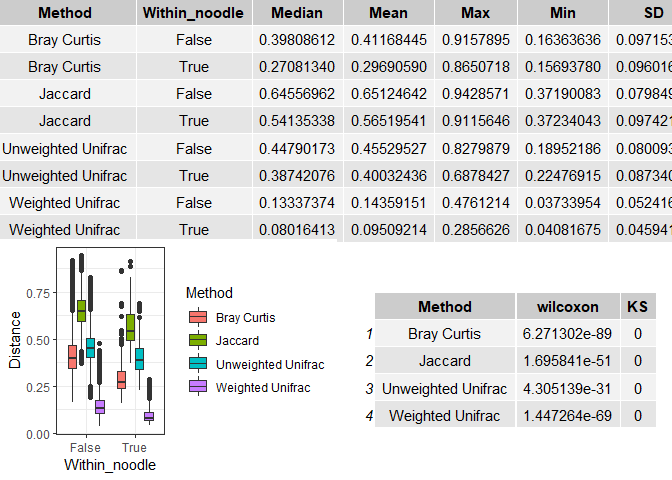 Method Within_noodle Median Mean Max Min SD
Bray Curtis False 0.39808612 0.41168445 0.9157895 0.16363636 0.097153
Bray Curtis True 0.27081340 0.29690590 0.8650718 0.15693780 0.096016
Jaccard False 0.64556962 0.65124642 0.9428571 0.37190083 0.079849
Jaccard True 0.54135338 0.56519541 0.9115646 0.37234043 0.097421
Unweighted Unifrac False 0.44790173 0.45529527 0.8279879 0.18952186 0.080093
Unweighted Unifrac True 0.38742076 0.40032436 0.6878427 0.22476915 0.087340
Weighted Unifrac False 0.13337374 0.14359151 0.4761214 0.03733954 0.052416
Weighted Unifrac True 0.08016413 0.09509214 0.2856626 0.04081675 0.045941
Distance
0.75
0.50
0.25
0.00
False True
Within_noodle
Method
Bray Curtis
Jaccard
Unweighted Unifrac
Weighted Unifrac
Method wilcoxon KS
1 Bray Curtis 6.271302e-89 0
2 Jaccard 1.695841e-51 0
3 Unweighted Unifrac 4.305139e-31 0
4 Weighted Unifrac 1.447264e-69 0